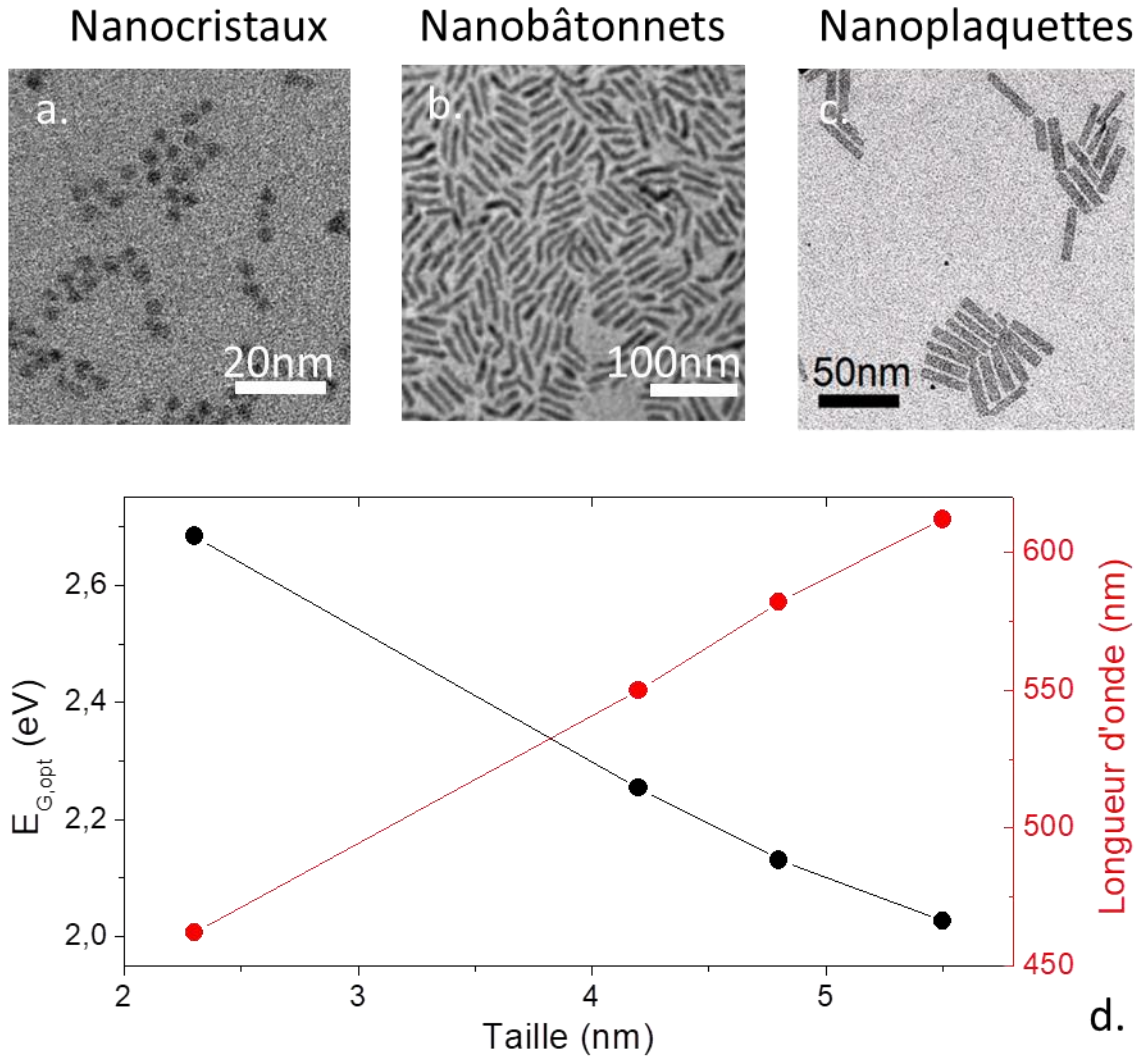 Nanocristaux
Nanobâtonnets
Nanoplaquettes
a.
b.
c.
20nm
100nm
50nm
E_G,opt (eV)
2,6
2,4
2,2
2,0
600
550
500
450
Longueur d'onde (nm)
2
3
4
5
Taille (nm)
d.